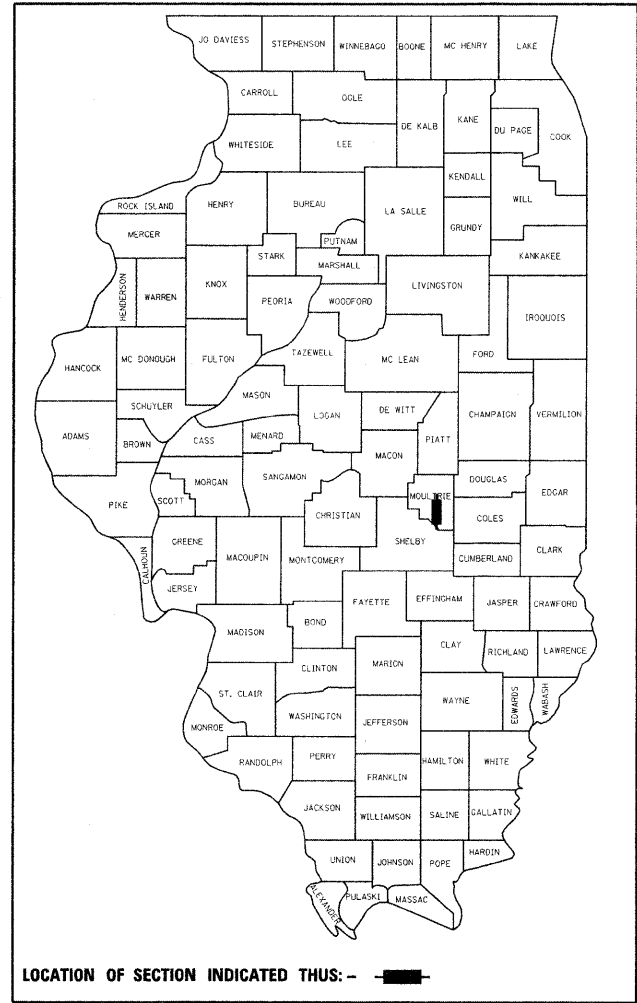 JO DAVIESS STEPHENSON WINNEBAGO BOONE MC HENRY LAKE
CARROLL OGLE DE KALB KANE DU PAGE COOK
WHITESIDE LEE
KENDALL
ROCK ISLAND HENRY BUREAU LA SALLE WILL
MERCER PUTNAM GRUNDY
STARK KANKAKEE
MARSHALL
HENDERSON WARREN KNOX PEORIA WOODFORD LIVINGSTON IROQUOIS
HANCOCK MC DONOUGH FULTON TAZEWELL MC LEAN FORD
MASON
SCHUYLER LOGAN DE WITT CHAMPAIGN VERMILION
ADAMS BROWN CASS MENARD MACON PIATT
PIKE SCOTT MORGAN SANGAMON MOULTRIE DOUGLAS EDGAR
CHRISTIAN COLES
GREENE SHELBY
CALHOUN MACOUPIN MONTGOMERY CUMBERLAND CLARK
JERSEY FAYETTE EFFINGHAM JASPER CRAWFORD
MADISON BOND
CLAY RICHLAND LAWRENCE
CLINTON MARION
ST. CLAIR WAYNE EDWARDS WABASH
MONROE WASHINGTON JEFFERSON
RANDOLPH PERRY HAMILTON WHITE
FRANKLIN
JACKSON WILLIAMSON SALINE GALLATIN
UNION JOHNSON POPE HARDIN
ALEXANDER PULASKI MASSAC
LOCATION OF SECTION INDICATED THUS: -